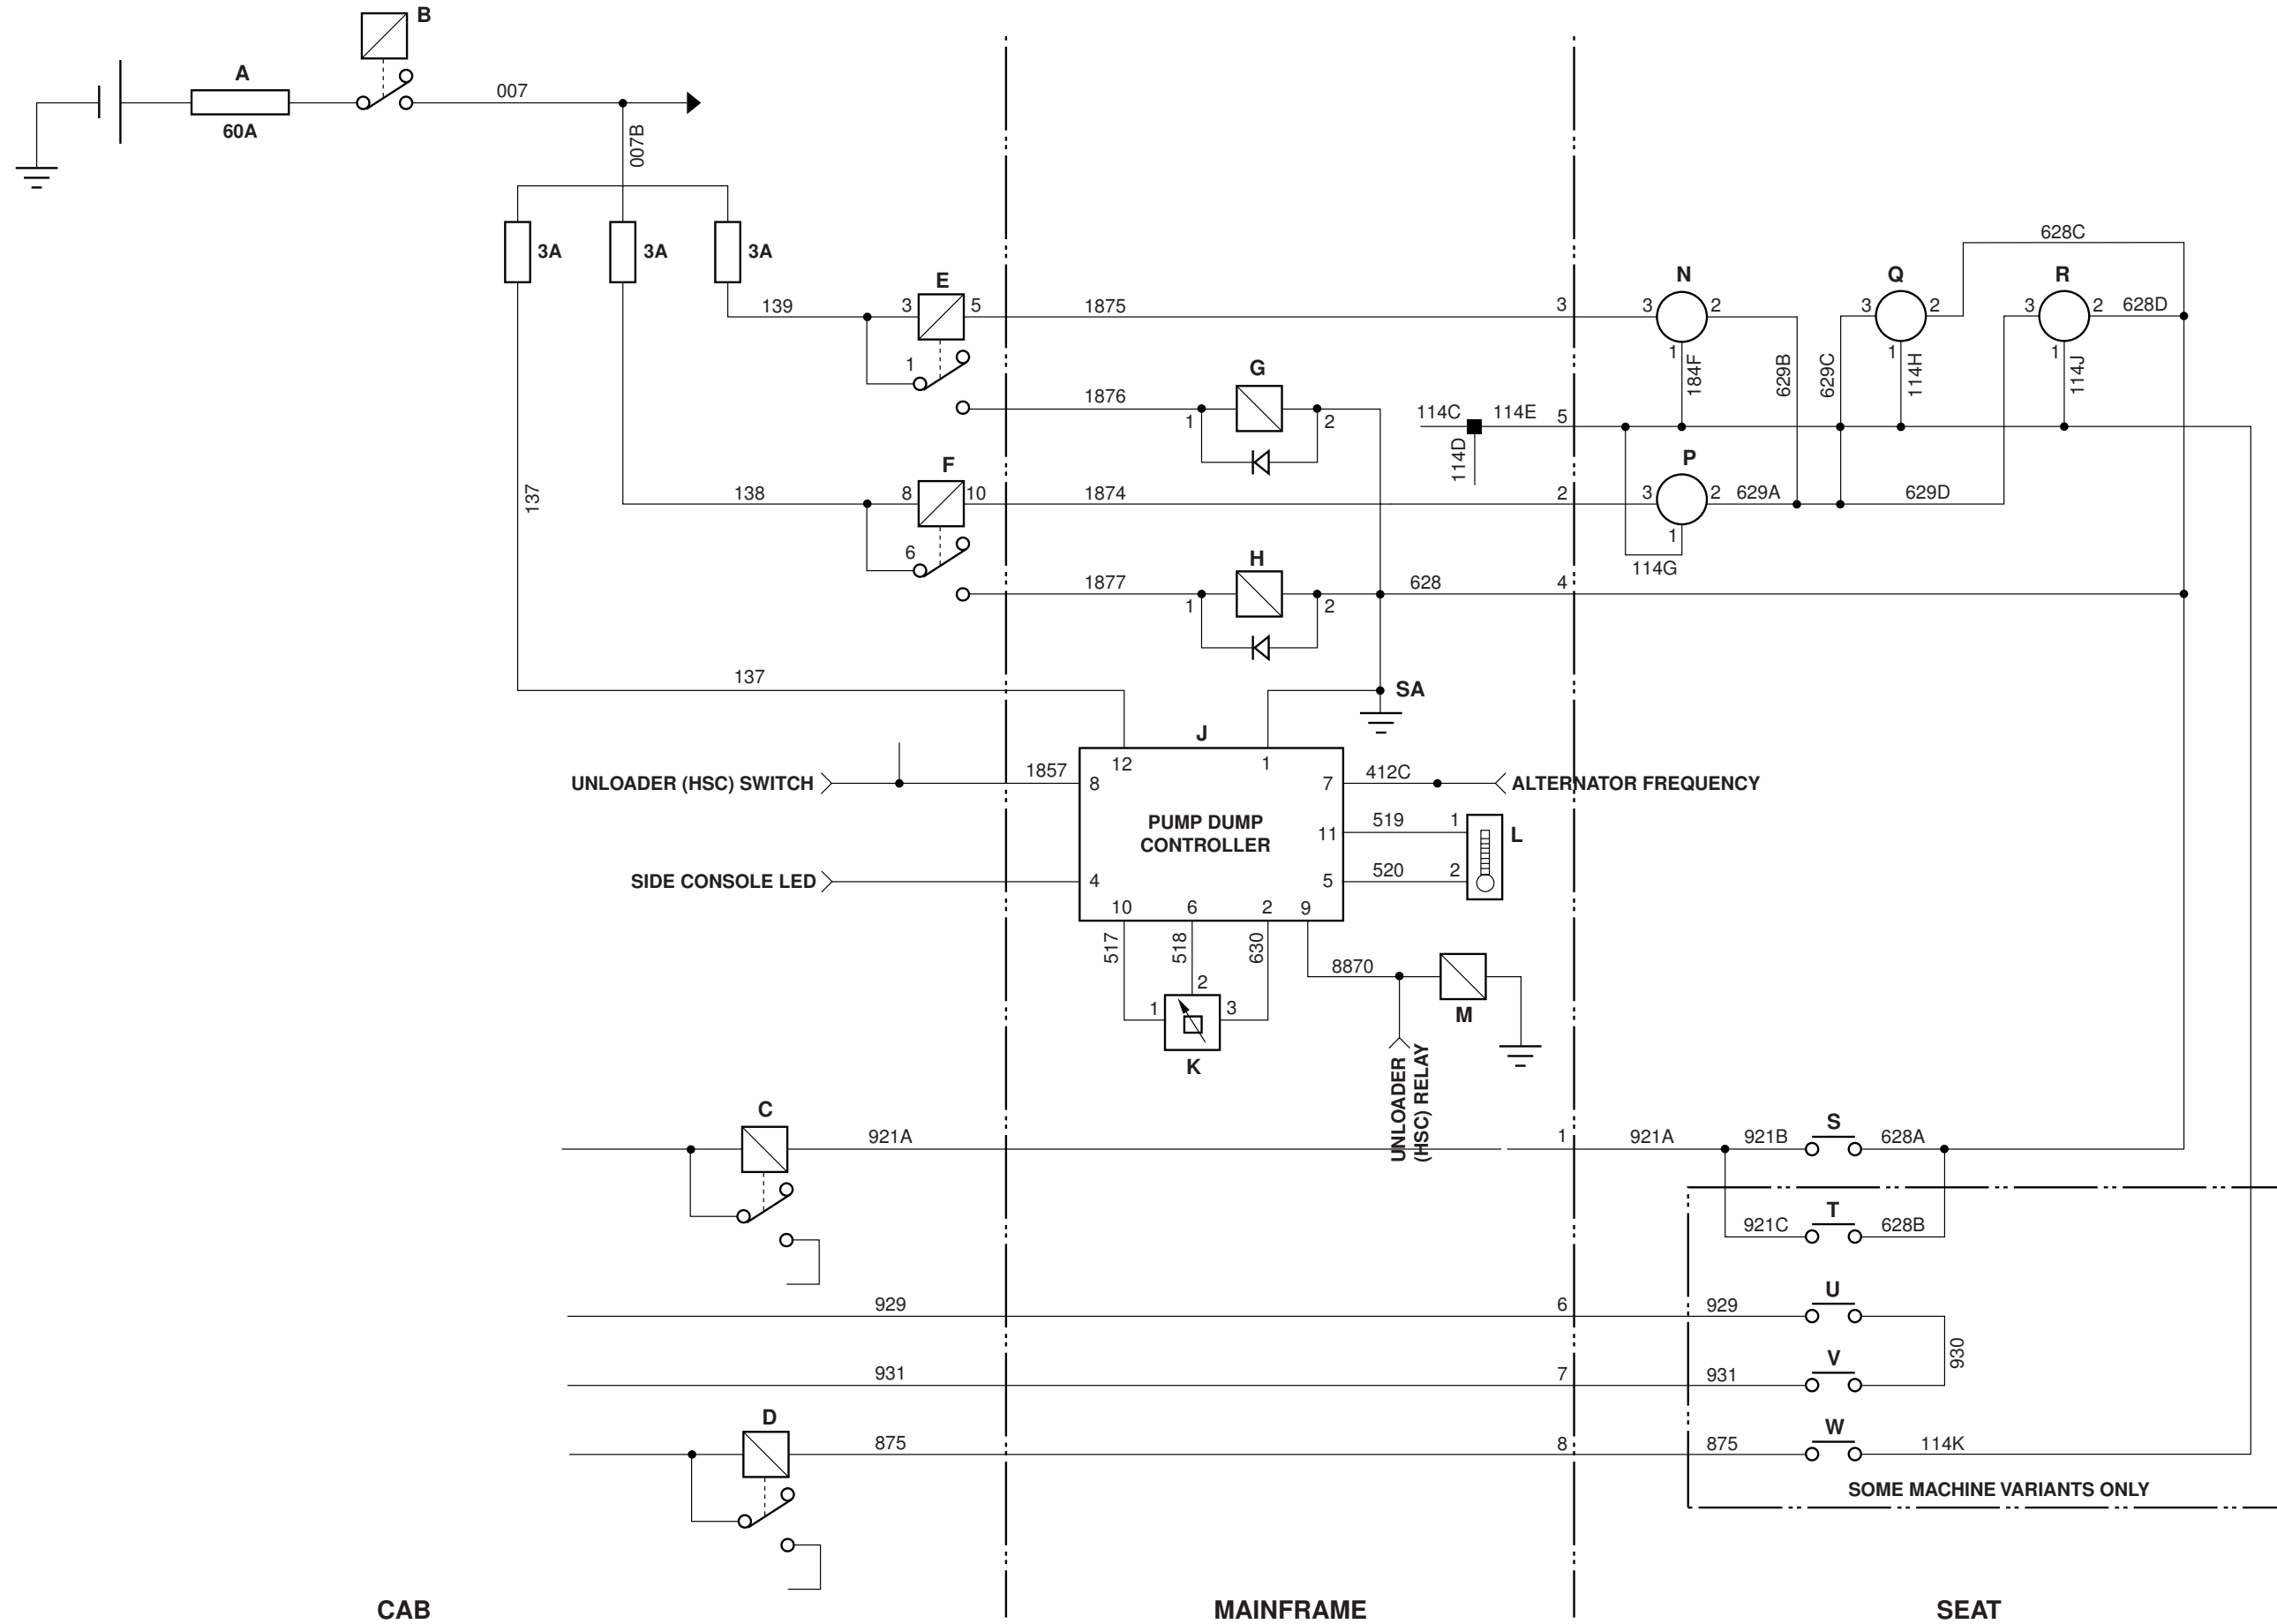 B
A
60A
007
007B
3A
3A
3A
628C
139
E
3
5
1
1875
3
N
3
2
1
184F
629B
629C
Q
3
2
1
114H
R
3
2
628D
1
114J
1876
G
1
2
114C
114E
5
114D
137
138
F
8
10
6
1874
2
P
3
2
629A
629D
1
114G
1877
H
1
2
628
4
137
SA
J
UNLOADER (HSC) SWITCH
1857
8
12
1
7
412C
ALTERNATOR FREQUENCY
PUMP DUMP
CONTROLLER
11
519
1
L
SIDE CONSOLE LED
4
5
520
2
10
6
2
9
517
518
630
8870
M
1
2
3
K
UNLOADER
(HSC) RELAY
C
921A
1
921A
921B
S
628A
921C
T
628B
929
6
929
U
930
931
7
931
V
D
875
8
875
W
114K
SOME MACHINE VARIANTS ONLY
CAB
MAINFRAME
SEAT